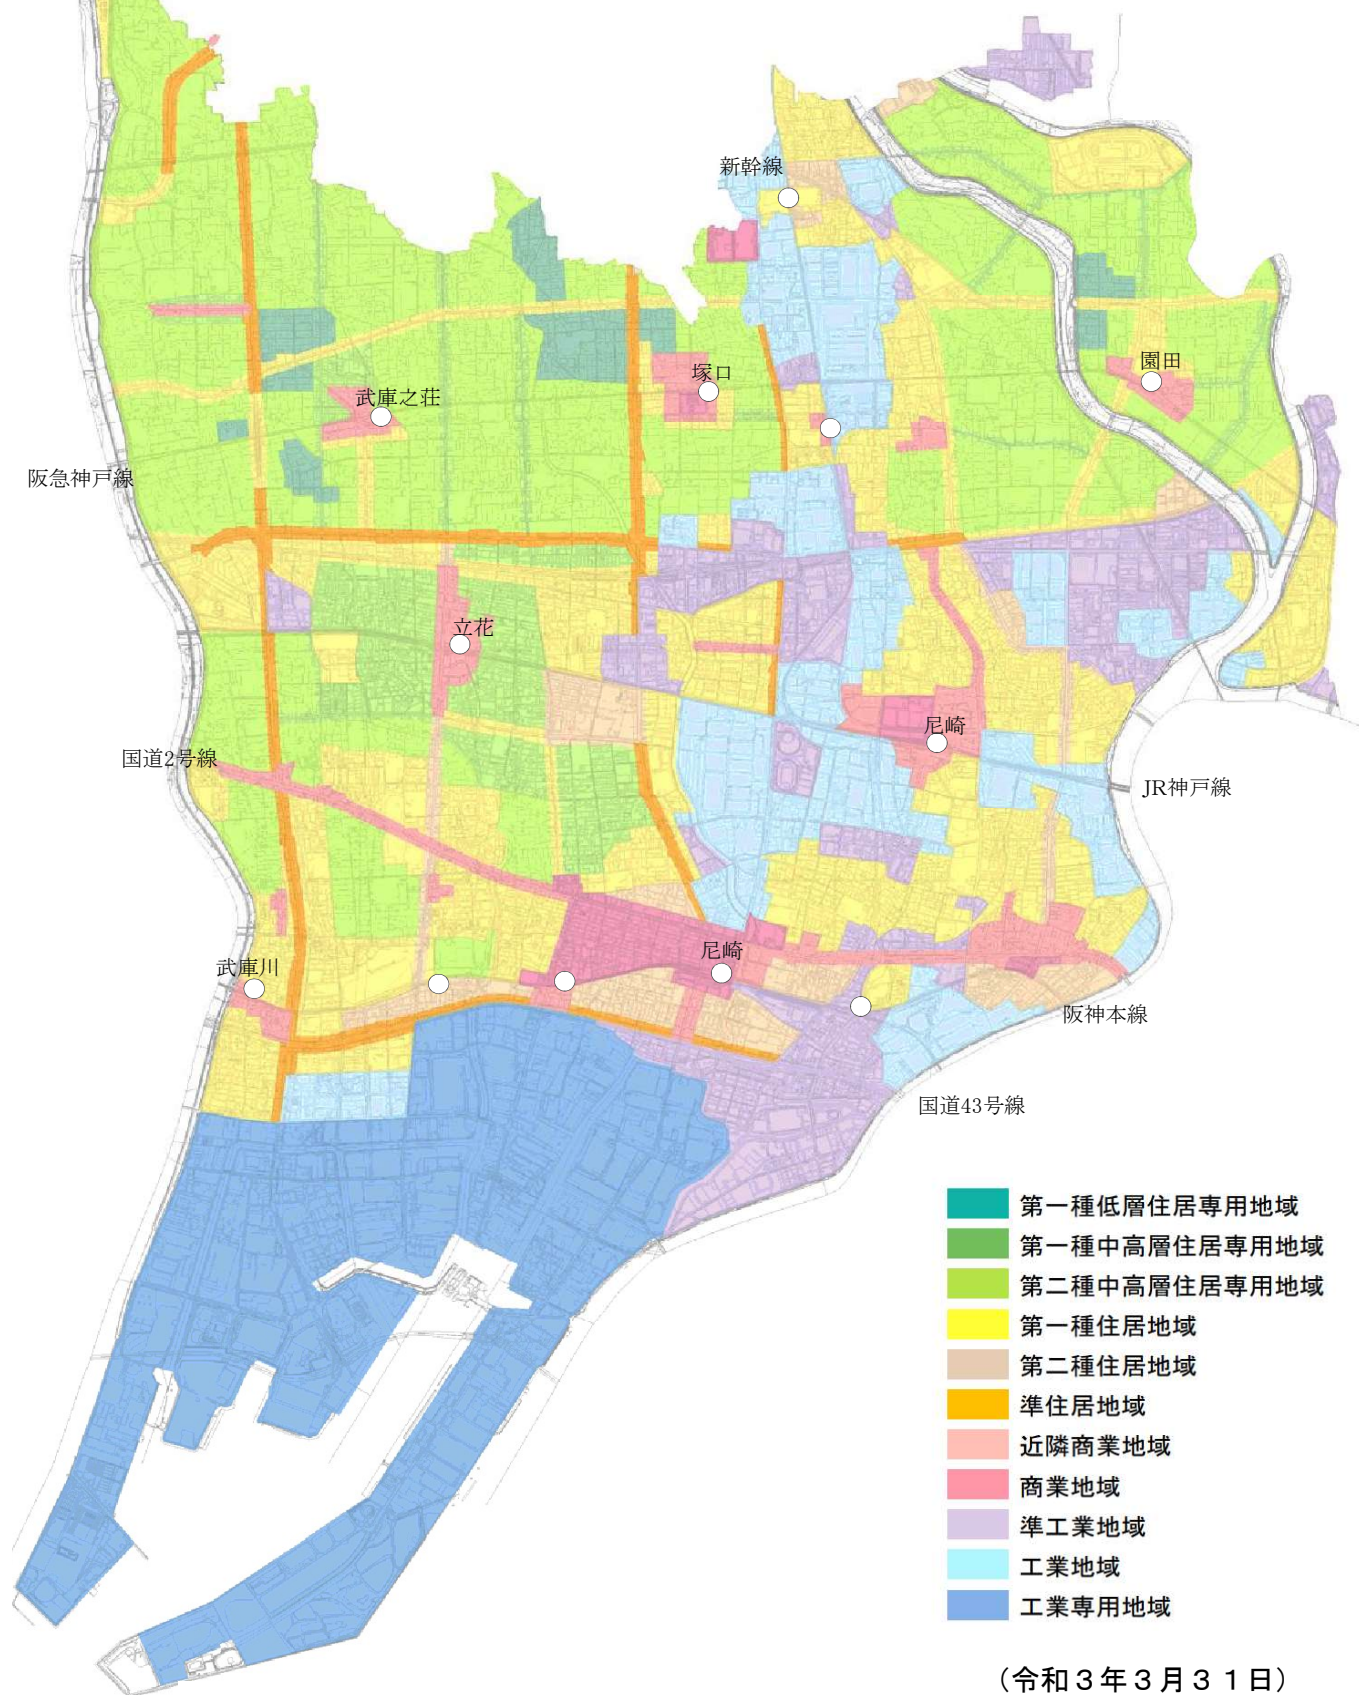 新幹線
園田
塚口
武庫之荘
阪急神戸線
立花
尼崎
国道2号線
JR神戸線
尼崎
武庫川
阪神本線
国道43号線
第一種低層住居専用地域
第一種中高層住居専用地域
第二種中高層住居専用地域
第一種住居地域
第二種住居地域
準住居地域
近隣商業地域
商業地域
準工業地域
工業地域
工業専用地域
（令和３年３月３１日）